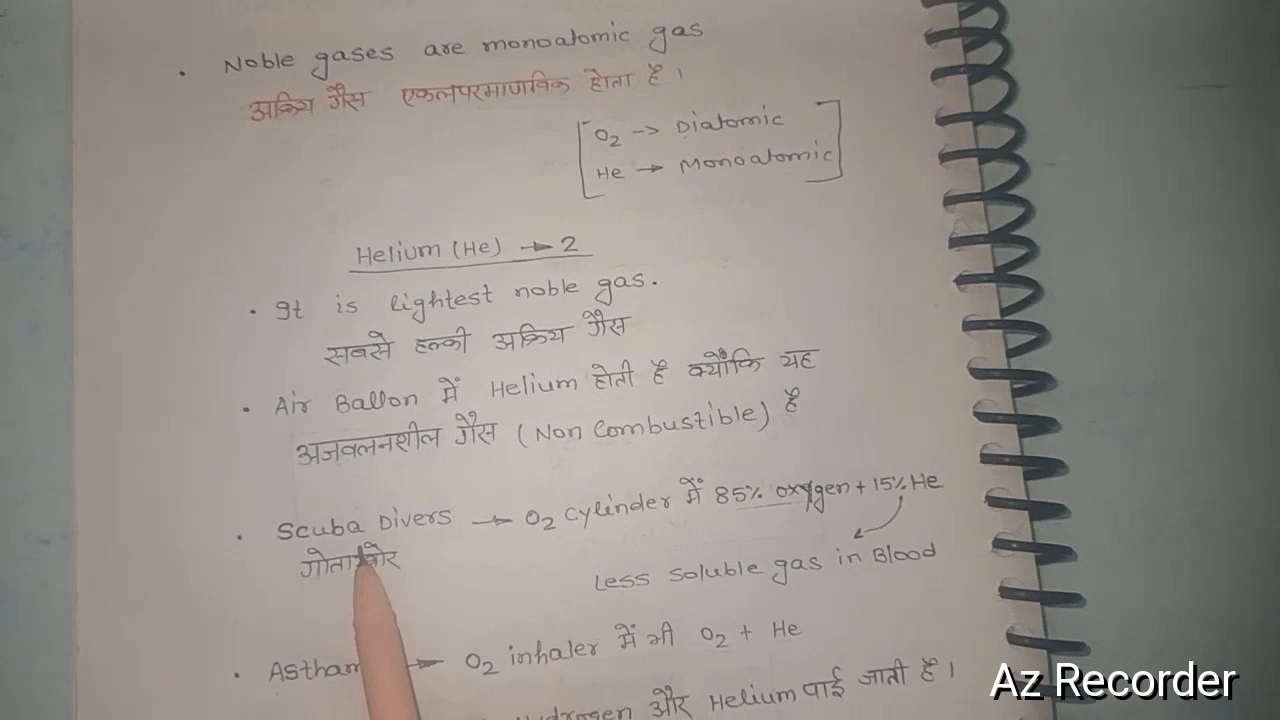 Noble gases are monoatomic gas
अक्रिय गैस एकलपरमाणविक होता है।
O2 -> Diatomic
He → Monoatomic
Helium (He) → 2
It is lightest noble gas.
सबसे हल्की अक्रिय गैस
Air Ballon में Helium होती है क्योंकि यह
अजवलनशील गैस (Non Combustible) है
Scuba Divers → O2 cylinder में 85% oxygen + 15% He
Less soluble gas in Blood
→ O2 inhaler में भी O2 + He
और Helium पाई जाती है।
Az Recorder